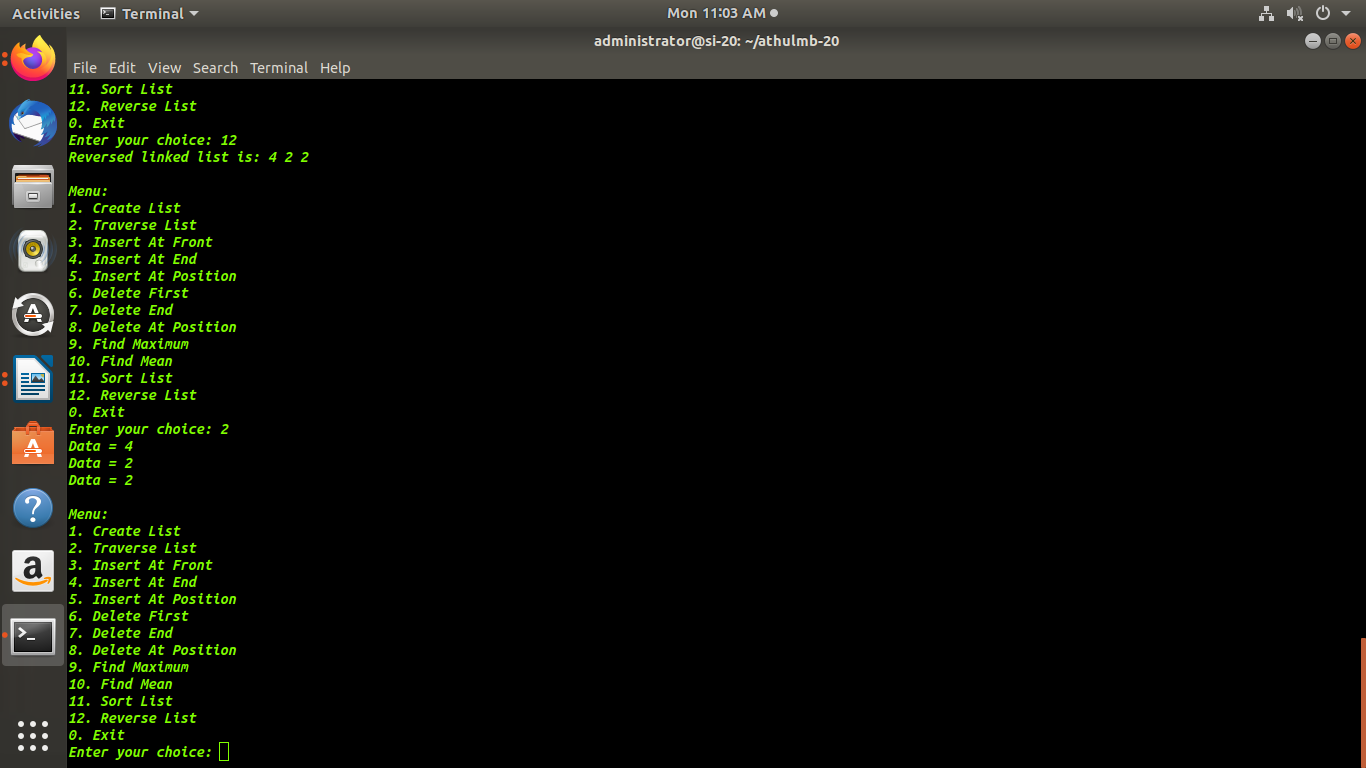 Activities
Terminal
Mon 11:03 AM
administrator@si-20: ~/athulmb-20
File Edit View Search Terminal Help
11. Sort List
12. Reverse List
0. Exit
Enter your choice: 12
Reversed linked list is: 4 2 2
Menu:
1. Create List
2. Traverse List
3. Insert At Front
4. Insert At End
5. Insert At Position
6. Delete First
7. Delete End
8. Delete At Position
9. Find Maximum
10. Find Mean
11. Sort List
12. Reverse List
0. Exit
Enter your choice: 2
Data = 4
Data = 2
Data = 2
Menu:
1. Create List
2. Traverse List
3. Insert At Front
4. Insert At End
5. Insert At Position
6. Delete First
7. Delete End
8. Delete At Position
9. Find Maximum
10. Find Mean
11. Sort List
12. Reverse List
0. Exit
Enter your choice: